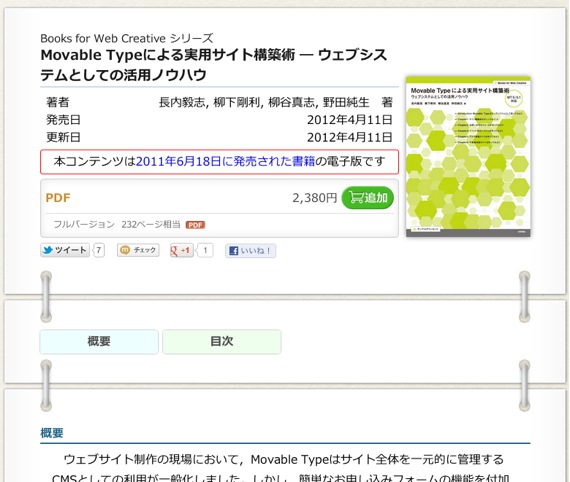 Books for Web Creative シリーズ
Movable Typeによる実用サイト構築術 ― ウェブシス
テムとしての活用ノウハウ
著者 長内毅志, 柳下剛利, 柳谷真志, 野田純生 著
発売日 2012年4月11日
更新日 2012年4月11日
本コンテンツは2011年6月18日に発売された書籍の電子版です
PDF 2,380円 追加
フルバージョン 232ページ相当 PDF
ツイート 7 チェック +1 1 いいね！
Movable Typeによる実用サイト構築術
ウェブシステムとしての活用ノウハウ
概要 目次
概要
ウェブサイト制作の現場において，Movable Typeはサイト全体を一元的に管理する
CMSとしての利用が一般化しました。しかし，簡単なお申し込みフォームの機能を付加